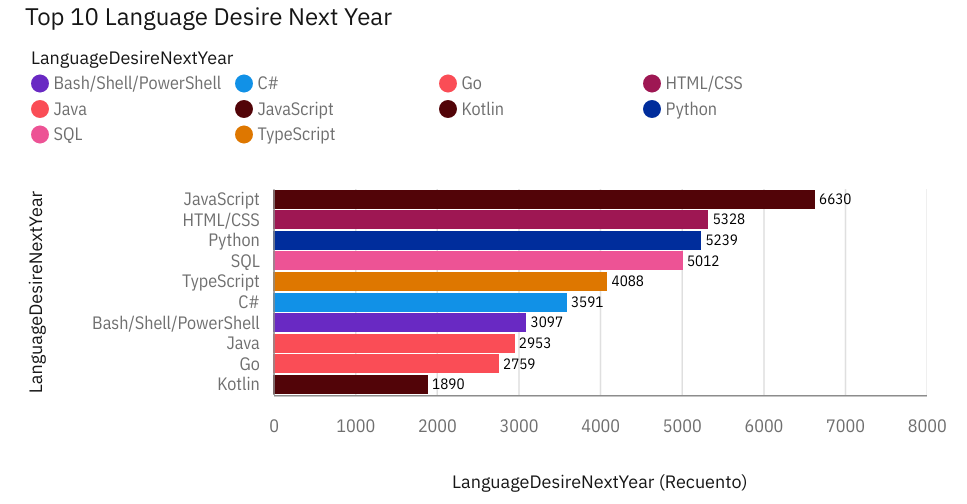 Top 10 Language Desire Next Year
LanguageDesireNextYear
Bash/Shell/PowerShell C# Go HTML/CSS
Java JavaScript Kotlin Python
SQL TypeScript
LanguageDesireNextYear
JavaScript 6630
HTML/CSS 5328
Python 5239
SQL 5012
TypeScript 4088
C# 3591
Bash/Shell/PowerShell 3097
Java 2953
Go 2759
Kotlin 1890
0 1000 2000 3000 4000 5000 6000 7000 8000
LanguageDesireNextYear (Recuento)